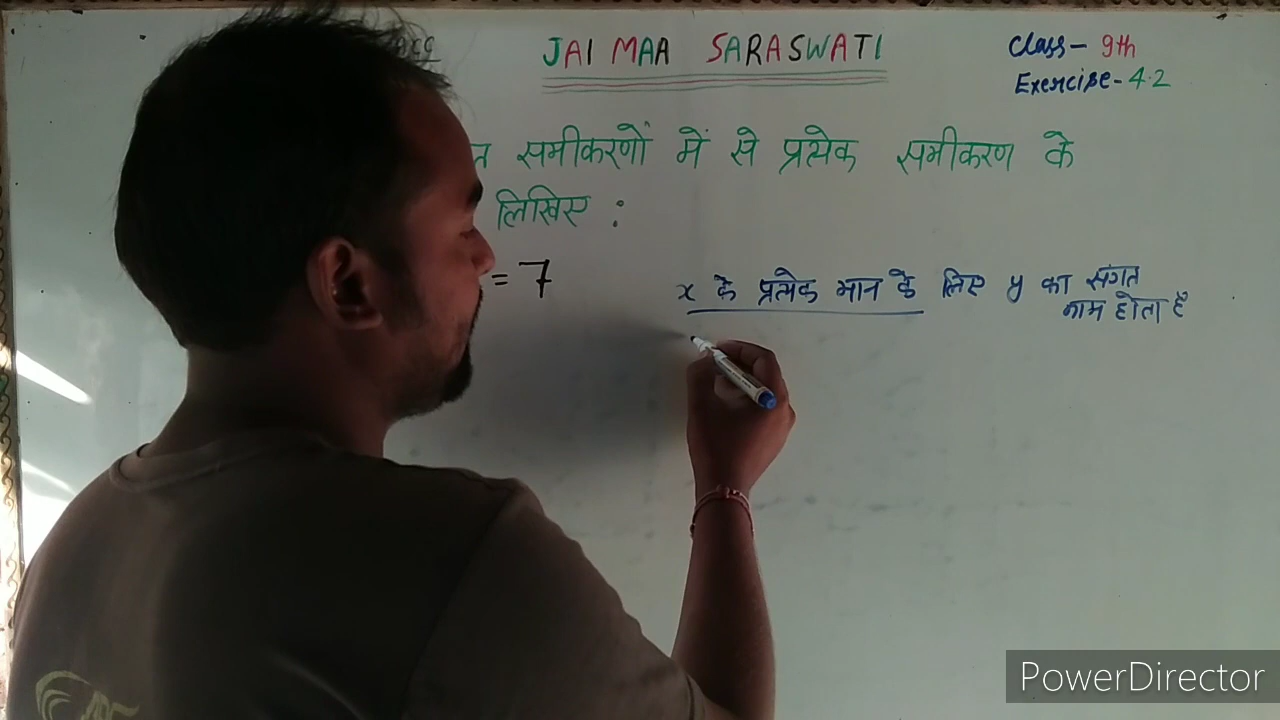 JAI MAA SARASWATI
Class- 9th
Exercise- 4.2
समीकरणों में से प्रत्येक समीकरण के
लिखिए :
= 7
x के प्रत्येक मान के लिए y का संगत
नाम होता है
PowerDirector